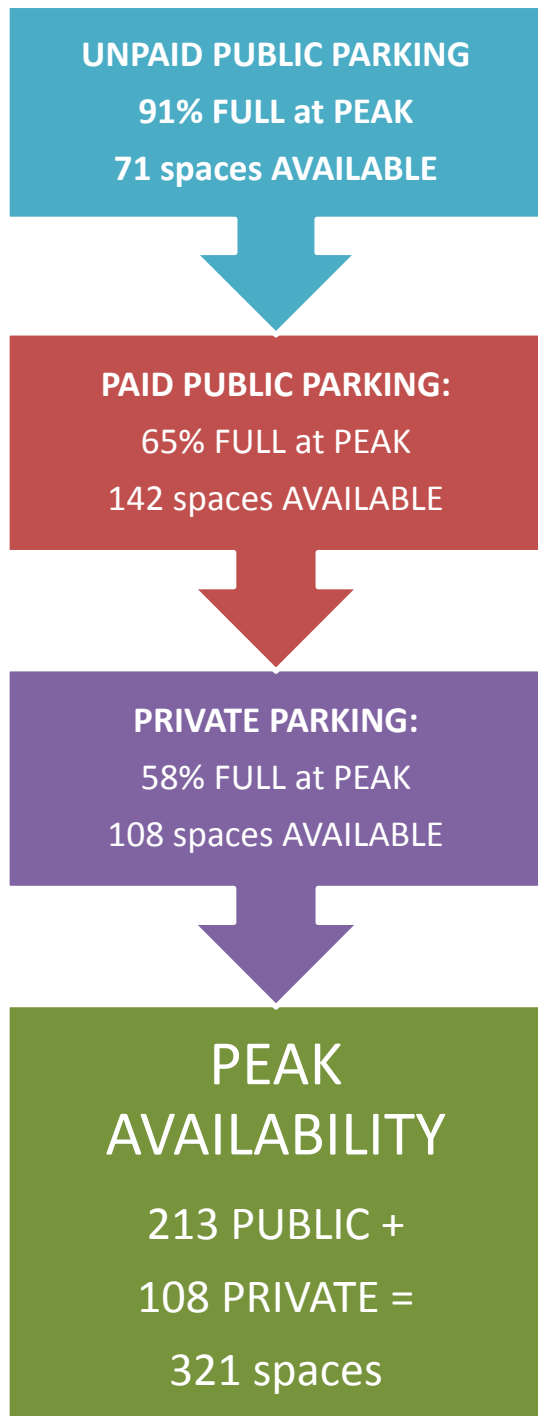 UNPAID PUBLIC PARKING
91% FULL at PEAK
71 spaces AVAILABLE
PAID PUBLIC PARKING:
65% FULL at PEAK
142 spaces AVAILABLE
PRIVATE PARKING:
58% FULL at PEAK
108 spaces AVAILABLE
PEAK
AVAILABILITY
213 PUBLIC +
108 PRIVATE =
321 spaces